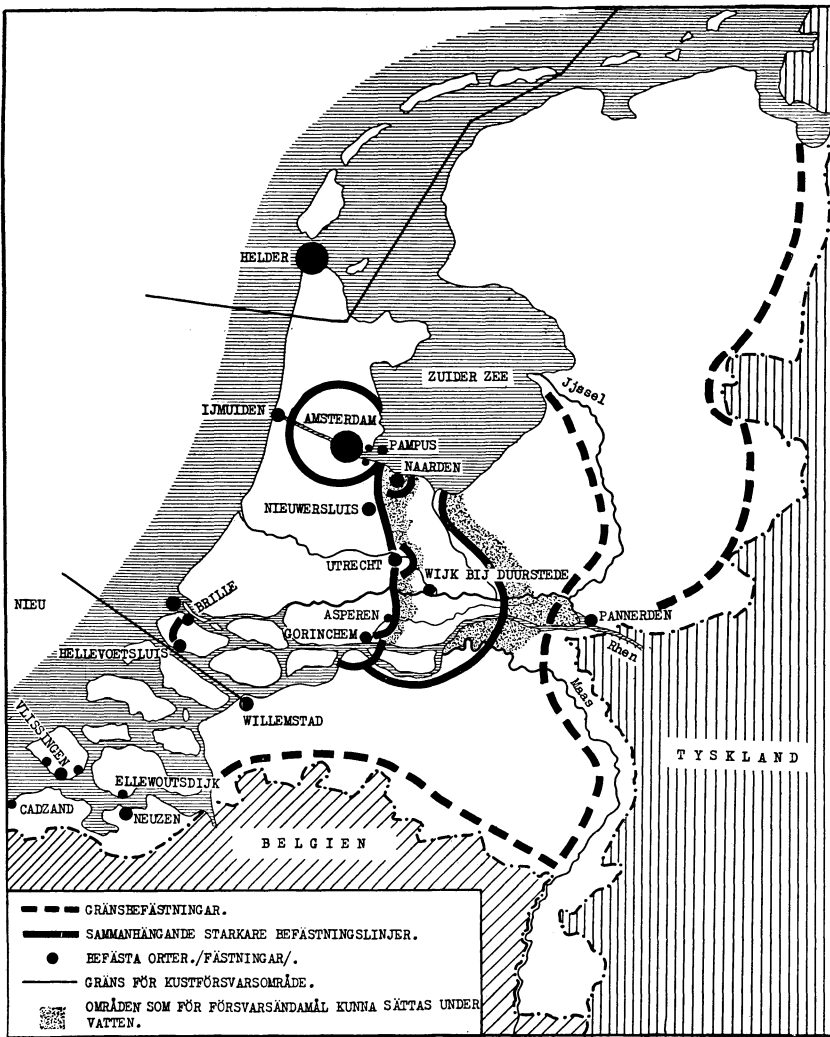 HELDER
ZUIDER ZEE
Jjssel
IJMUIDEN
AMSTERDAM
PAMPUS
NAARDEN
NIEUWERSLUIS
UTRECHT
WIJK BIJ DUURSTEDE
NIEU
BRILLE
ASPEREN
GORINCHEM
PANNERDEN
Rhen
HELLEVOETSLUIS
Maas
WILLEMSTAD
VLISSINGEN
TYSKLAND
ELLEWOUTSDIJK
CADZAND
NEUZEN
BELGIEN
GRÄNSBEFÄSTNINGAR.
SAMMANHÄNGANDE STARKARE BEFÄSTNINGSLINJER.
BEFÄSTA ORTER./FÄSTNINGAR/.
GRÄNS FÖR KUSTFÖRSVARSOMRÅDE.
OMRÅDEN SOM FÖR FÖRSVARSÄNDAMÅL KUNNA SÄTTAS UNDER
VATTEN.